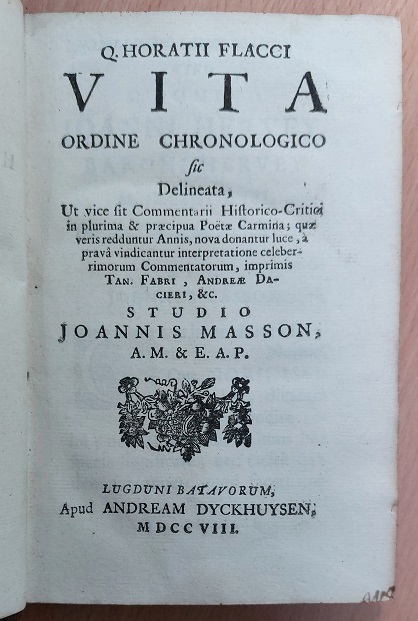 Q. HORATII FLACCI
VITA
ORDINE CHRONOLOGICO
ſic
Delineata,
Ut vice ſit Commentarii Hiſtorico-Critici
in plurima & præcipua Poëtæ Carmina; quæ
veris redduntur Annis, nova donantur luce, à
pravâ vindicantur interpretatione celeber-
rimorum Commentatorum, imprimis
TAN. FABRI, ANDREÆ DA-
CIERI, &c.
STUDIO
JOANNIS MASSON,
A. M. & E. A. P.
LUGDUNI BATAVORUM,
Apud ANDREAM DYCKHUYSEN,
MDCCVIII.